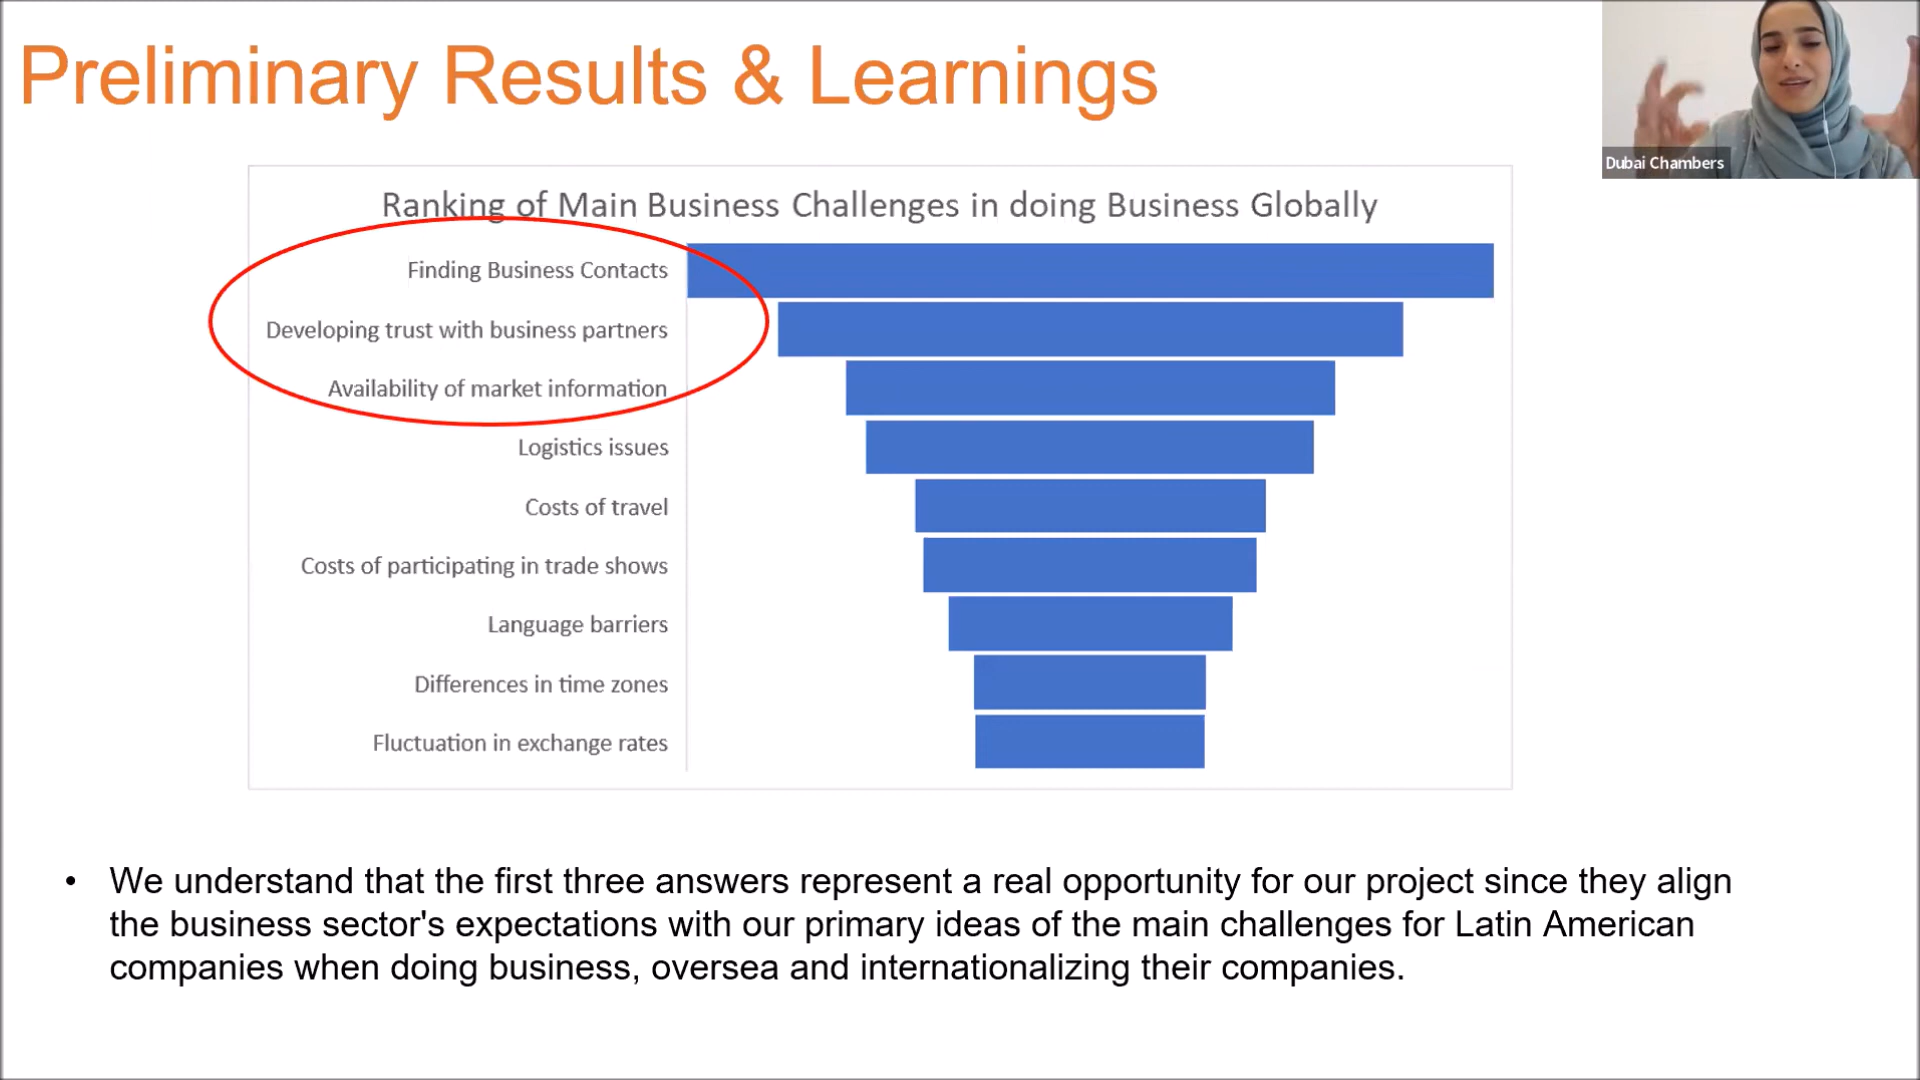 Preliminary Results & Learnings
Dubai Chambers
Ranking of Main Business Challenges in doing Business Globally
Finding Business Contacts
Developing trust with business partners
Availability of market information
Logistics issues
Costs of travel
Costs of participating in trade shows
Language barriers
Differences in time zones
Fluctuation in exchange rates
• We understand that the first three answers represent a real opportunity for our project since they align
the business sector's expectations with our primary ideas of the main challenges for Latin American
companies when doing business, oversea and internationalizing their companies.